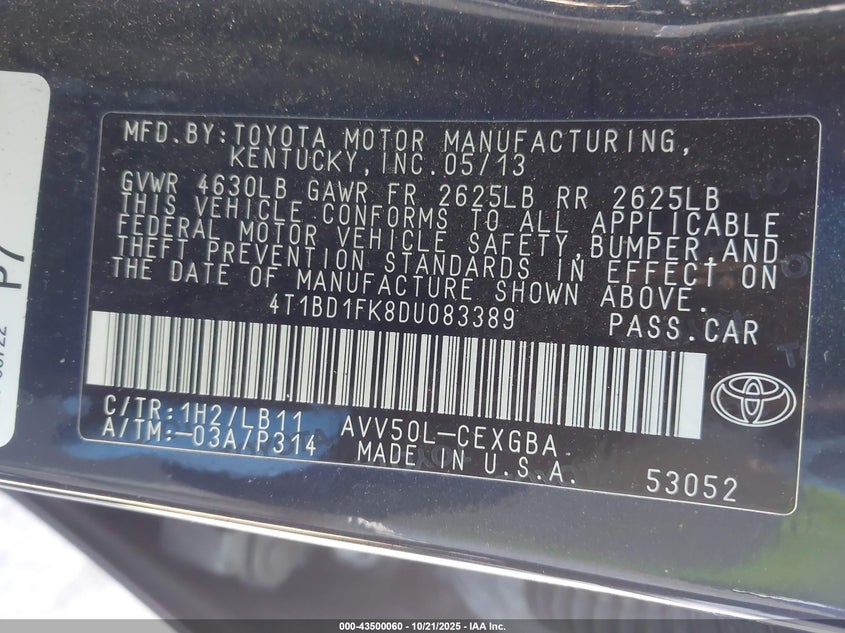 MFD.BY:TOYOTA MOTOR MANUFACTURING,
KENTUCKY, INC. 05/13
GVWR 4630LB GAWR FR 2625LB RR 2625LB
THIS VEHICLE CONFORMS TO ALL APPLICABLE
FEDERAL MOTOR VEHICLE SAFETY, BUMPER, AND
THEFT PREVENTION STANDARDS IN EFFECT ON
THE DATE OF MANUFACTURE SHOWN ABOVE.
4T1BD1FK8DU083389 PASS.CAR
C/TR:1H2/LB11 AVV50L-CEXGBA
A/TM:-03A/P314 MADE IN U.S.A.
53052
P7
000-43500060 - 10/21/2025 - IAA Inc.